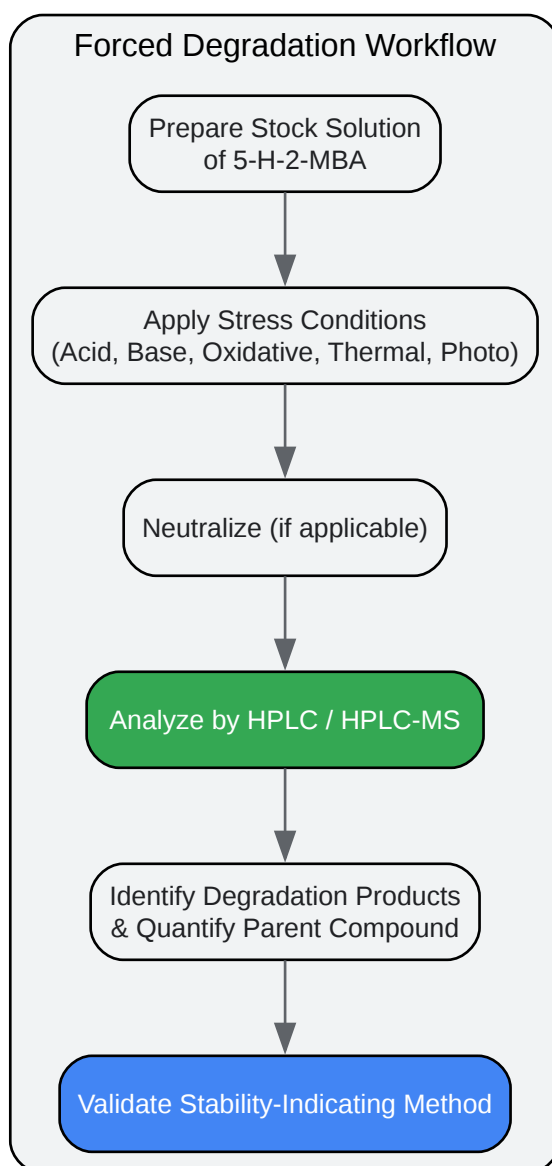 Forced Degradation Workflow
Prepare Stock Solution
of 5-H-2-MBA
Apply Stress Conditions
(Acid, Base, Oxidative, Thermal, Photo)
Neutralize (if applicable)
Analyze by HPLC / HPLC-MS
Identify Degradation Products
& Quantify Parent Compound
Validate Stability-Indicating Method